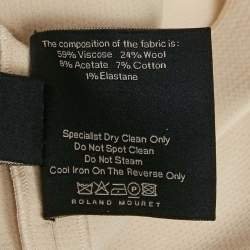 The composition of the fabric is:
59% Viscose 24% Wool
9% Acetate 7% Cotton
1% Elastane
Specialist Dry Clean Only
Do Not Spot Clean
Do Not Steam
Cool Iron On The Reverse Only
P
ROLAND MOURET